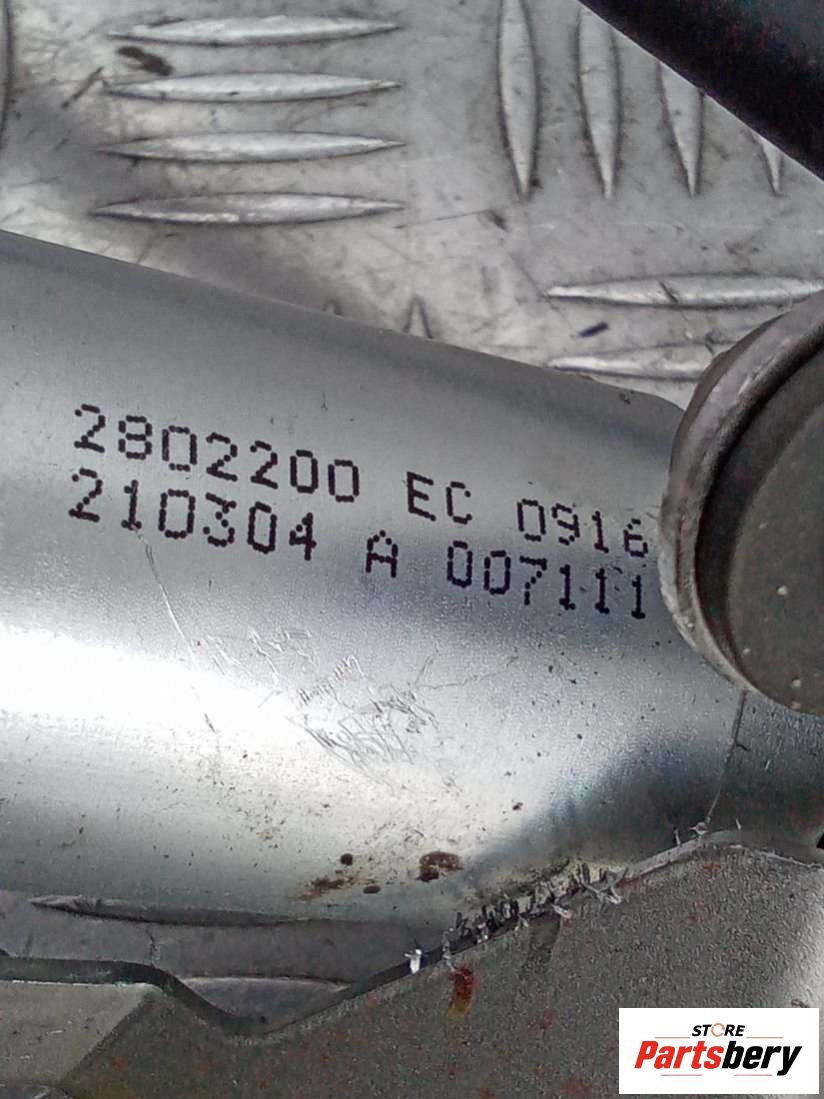 2802200 EC 0916
210304 A 007111
STORE
Partsbery